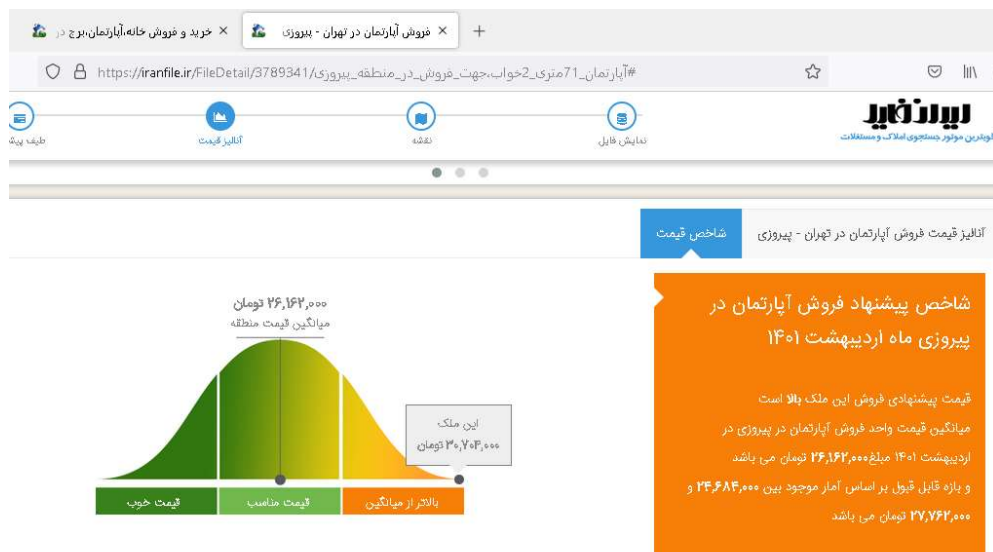 خرید و فروش خانه،آپارتمان،برج در
فروش آپارتمان در تهران - پیروزی
https://iranfile.ir/FileDetail/3789341/آپارتمان_71متری_2خواب،جهت_فروش_در_منطقه_پیروزی#
ایران فایل
موتور جستجوی املاک و مستغلات
نمایش فایل
نقشه
آنالیز قیمت
طیف
آنالیز قیمت فروش آپارتمان در تهران - پیروزی
شاخص قیمت
شاخص پیشنهاد فروش آپارتمان در
پیروزی ماه اردیبهشت ۱۴۰۱
قیمت پیشنهادی فروش این ملک بالا است
میانگین قیمت واحد فروش آپارتمان در پیروزی در
اردیبهشت ۱۴۰۱ مبلغ۲۶,۱۶۲,۰۰۰ تومان می باشد
و بازه قابل قبول بر اساس آمار موجود بین ۲۴,۶۸۴,۰۰۰ و
۲۷,۷۶۲,۰۰۰ تومان می باشد
۲۶,۱۶۲,۰۰۰ تومان
میانگین قیمت منطقه
این ملک
۳۰,۷۰۴,۰۰۰ تومان
بالاتر از میانگین
قیمت مناسب
قیمت خوب